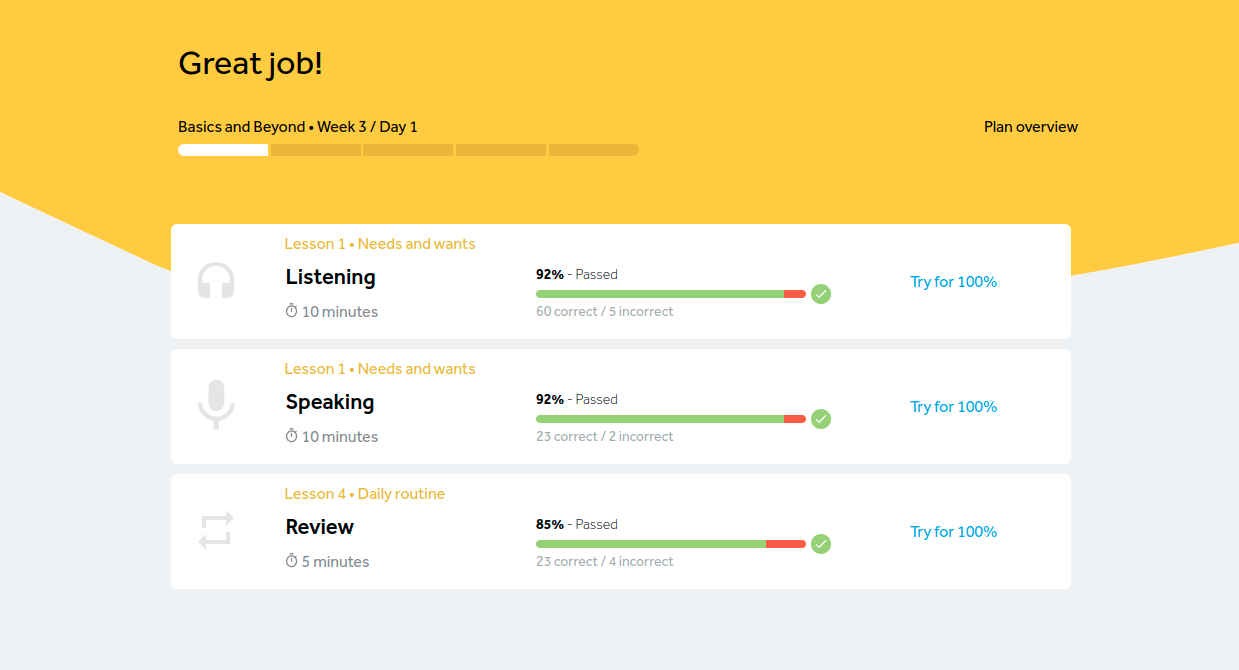 Great job!
Basics and Beyond • Week 3 / Day 1
Plan overview
Lesson 1 • Needs and wants
Listening
10 minutes
92% - Passed
60 correct / 5 incorrect
Try for 100%
Lesson 1 • Needs and wants
Speaking
10 minutes
92% - Passed
23 correct / 2 incorrect
Try for 100%
Lesson 4 • Daily routine
Review
5 minutes
85% - Passed
23 correct / 4 incorrect
Try for 100%